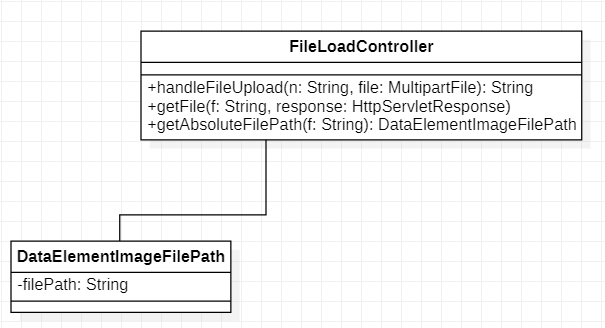 FileLoadController
+handleFileUpload(n: String, file: MultipartFile): String
+getFile(f: String, response: HttpServletResponse)
+getAbsoluteFilePath(f: String): DataElementImageFilePath
DataElementImageFilePath
-filePath: String